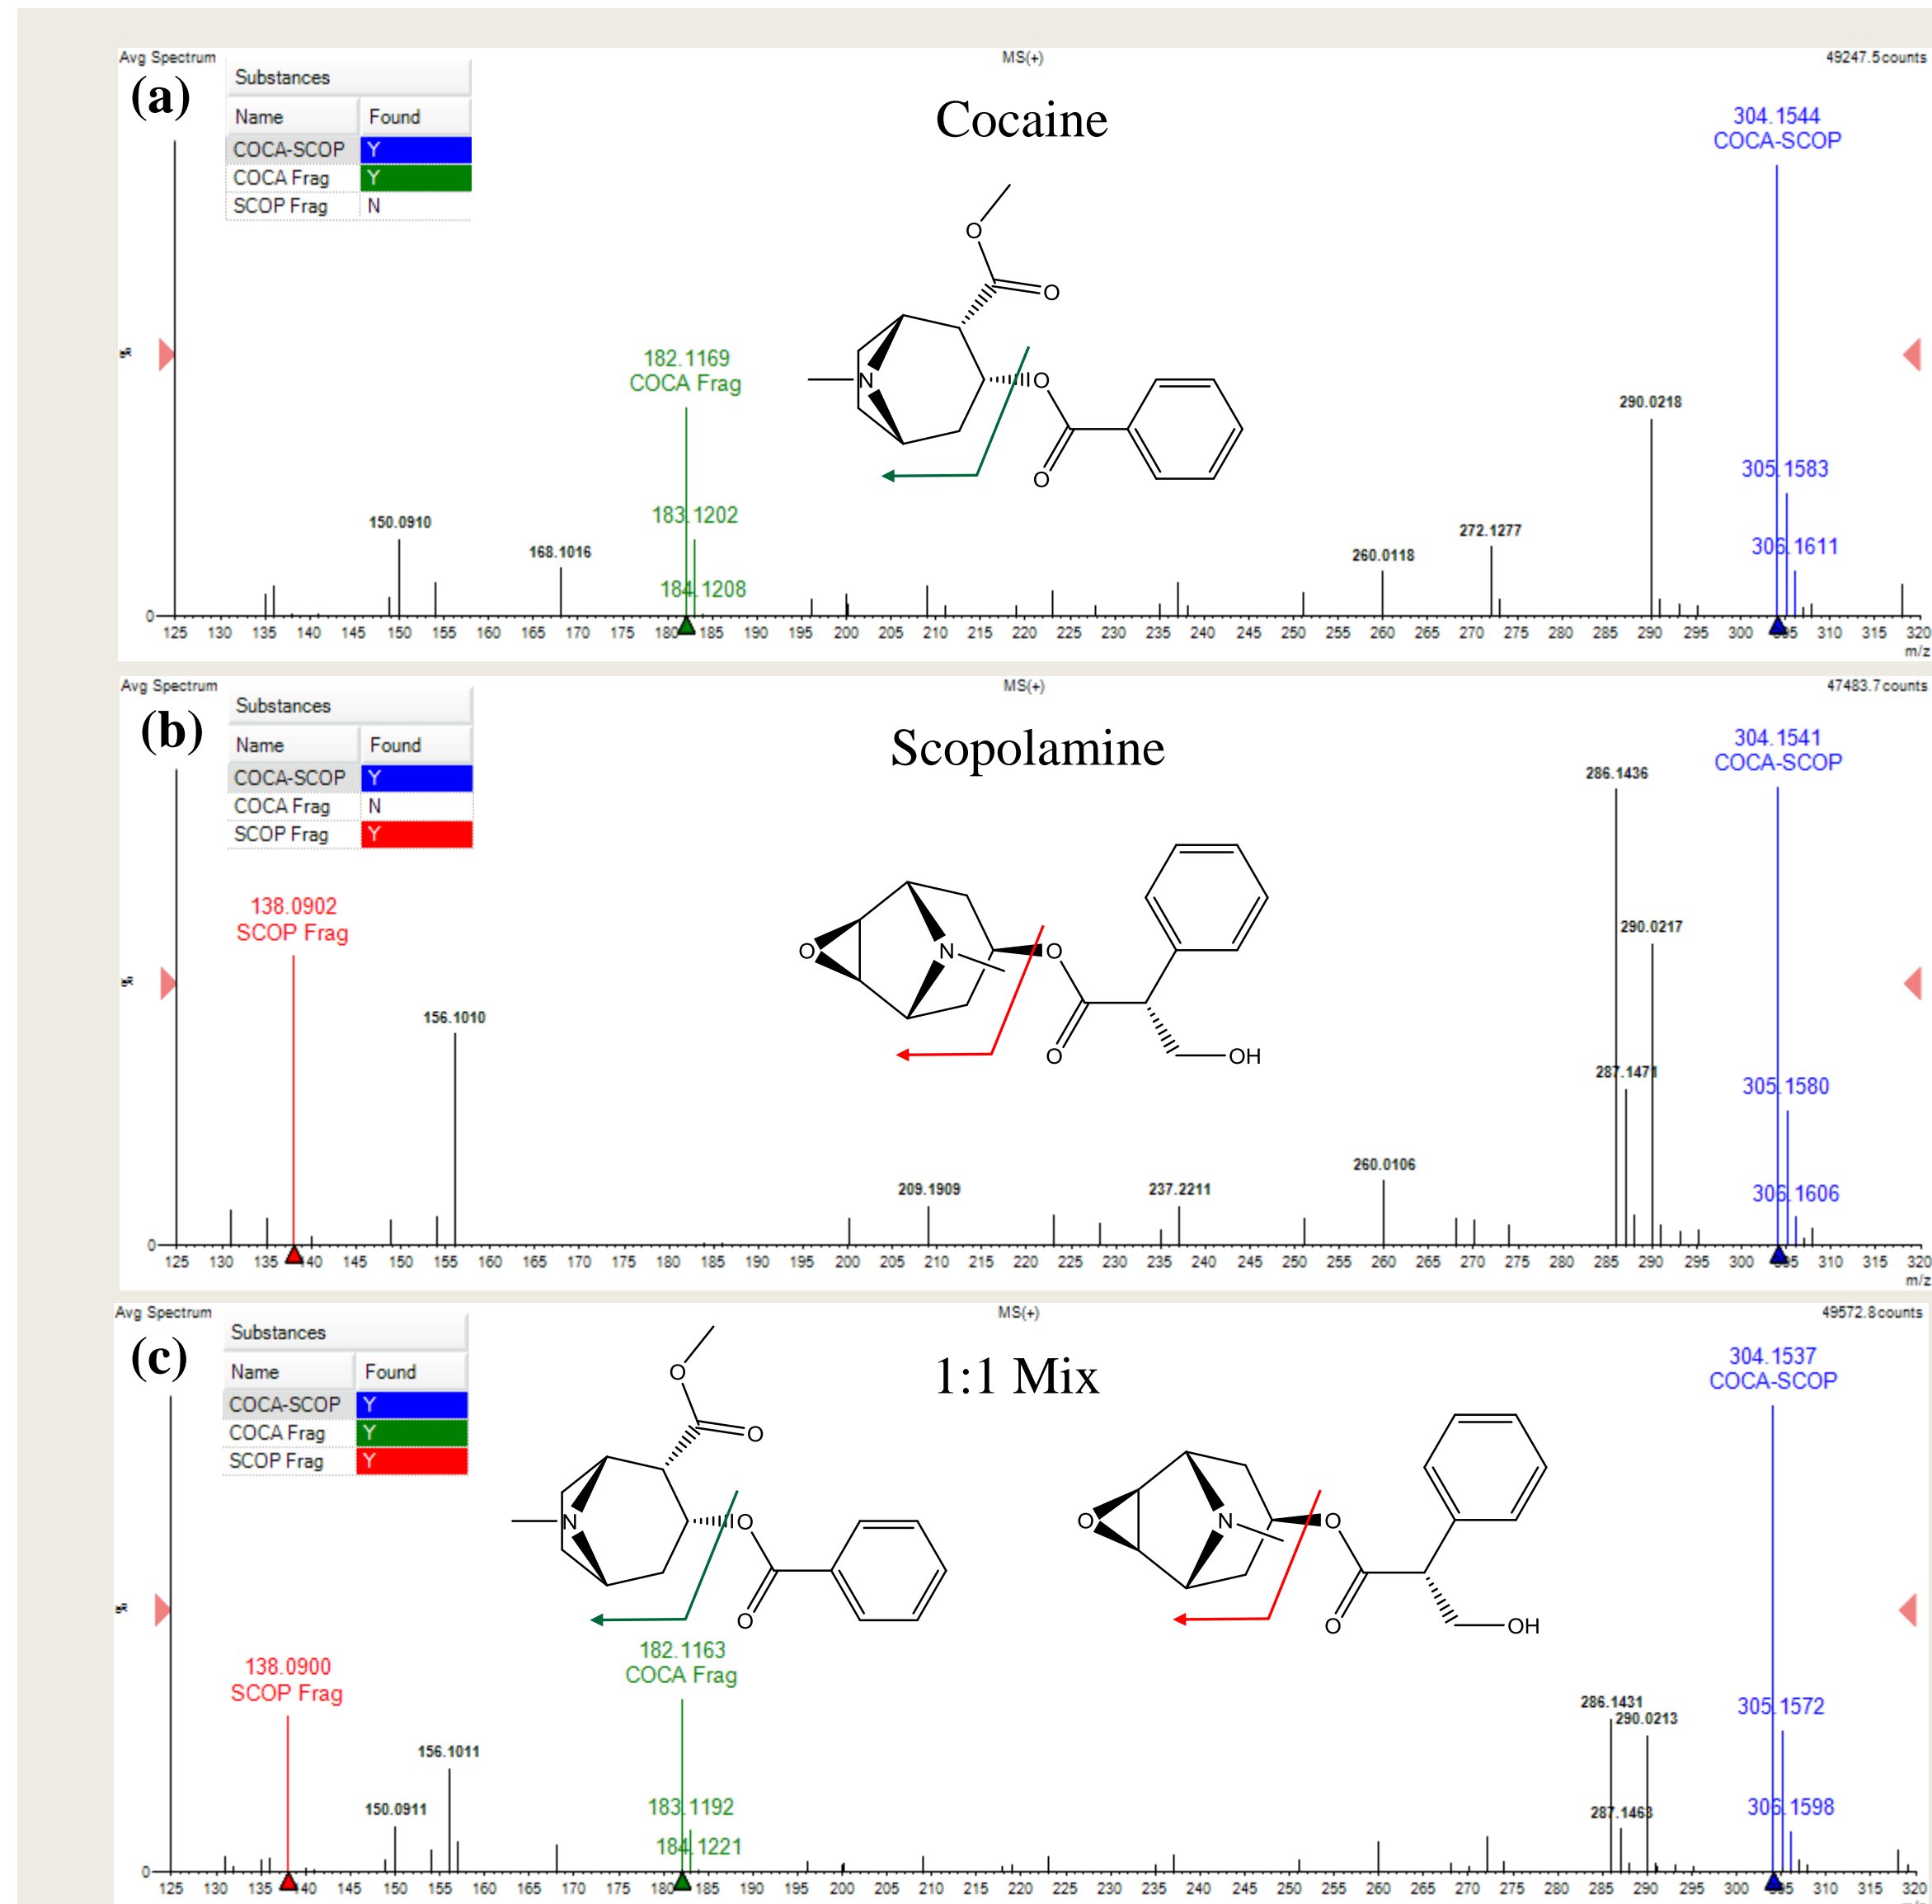 Avg Spectrum MS(+) 49247.5counts
(a)
Substances
Name Found
COCA-SCOP Y
COCA Frag Y
SCOP Frag N
Cocaine
304.1544
COCA-SCOP
O
O
N
O
O
182.1169
COCA Frag
290.0218
305.1583
183.1202
150.0910
168.1016
272.1277
260.0118
306.1611
184.1208
0
125 130 135 140 145 150 155 160 165 170 175 180 185 190 195 200 205 210 215 220 225 230 235 240 245 250 255 260 265 270 275 280 285 290 295 300 305 310 315 320
m/z
Avg Spectrum MS(+) 47483.7counts
(b)
Substances
Name Found
COCA-SCOP Y
COCA Frag N
SCOP Frag Y
Scopolamine
304.1541
COCA-SCOP
286.1436
138.0902
SCOP Frag
290.0217
O
N
O
O
OH
156.1010
287.1471
305.1580
260.0106
209.1909
237.2211
306.1606
0
125 130 135 140 145 150 155 160 165 170 175 180 185 190 195 200 205 210 215 220 225 230 235 240 245 250 255 260 265 270 275 280 285 290 295 300 305 310 315 320
m/z
Avg Spectrum MS(+) 49572.8counts
(c)
Substances
Name Found
COCA-SCOP Y
COCA Frag Y
SCOP Frag Y
1:1 Mix
304.1537
COCA-SCOP
O
O
N
O
O
O
N
O
O
OH
182.1163
COCA Frag
138.0900
SCOP Frag
286.1431
290.0213
305.1572
156.1011
150.0911
183.1192
287.1463
306.1598
184.1221
0
125 130 135 140 145 150 155 160 165 170 175 180 185 190 195 200 205 210 215 220 225 230 235 240 245 250 255 260 265 270 275 280 285 290 295 300 305 310 315 320